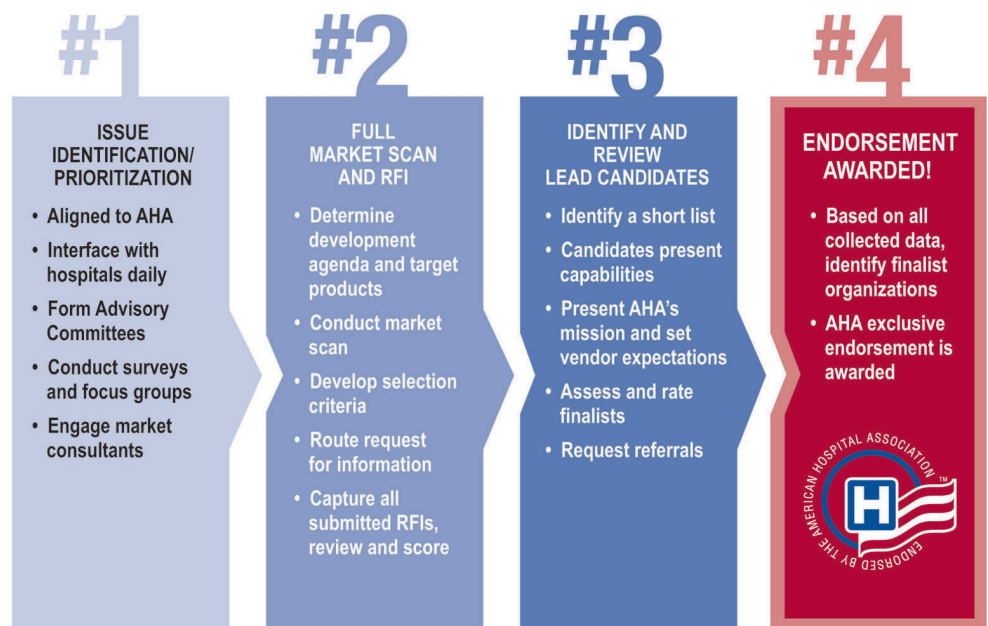 #1
ISSUE
IDENTIFICATION/
PRIORITIZATION
• Aligned to AHA
• Interface with
hospitals daily
• Form Advisory
Committees
• Conduct surveys
and focus groups
• Engage market
consultants
#2
FULL
MARKET SCAN
AND RFI
• Determine
development
agenda and target
products
• Conduct market
scan
• Develop selection
criteria
• Route request
for information
• Capture all
submitted RFIs,
review and score
#3
IDENTIFY AND
REVIEW
LEAD CANDIDATES
• Identify a short list
• Candidates present
capabilities
• Present AHA’s
mission and set
vendor expectations
• Assess and rate
finalists
• Request referrals
#4
ENDORSEMENT
AWARDED!
• Based on all
collected data,
identify finalist
organizations
• AHA exclusive
endorsement is
awarded
ENDORSED BY THE AMERICAN HOSPITAL ASSOCIATION
H
TM